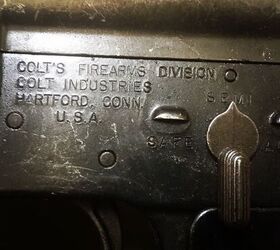 COLT'S FIREARMS DIVISION
COLT INDUSTRIES
HARTFORD, CONN.
U.S.A.
SEMI
SAFE